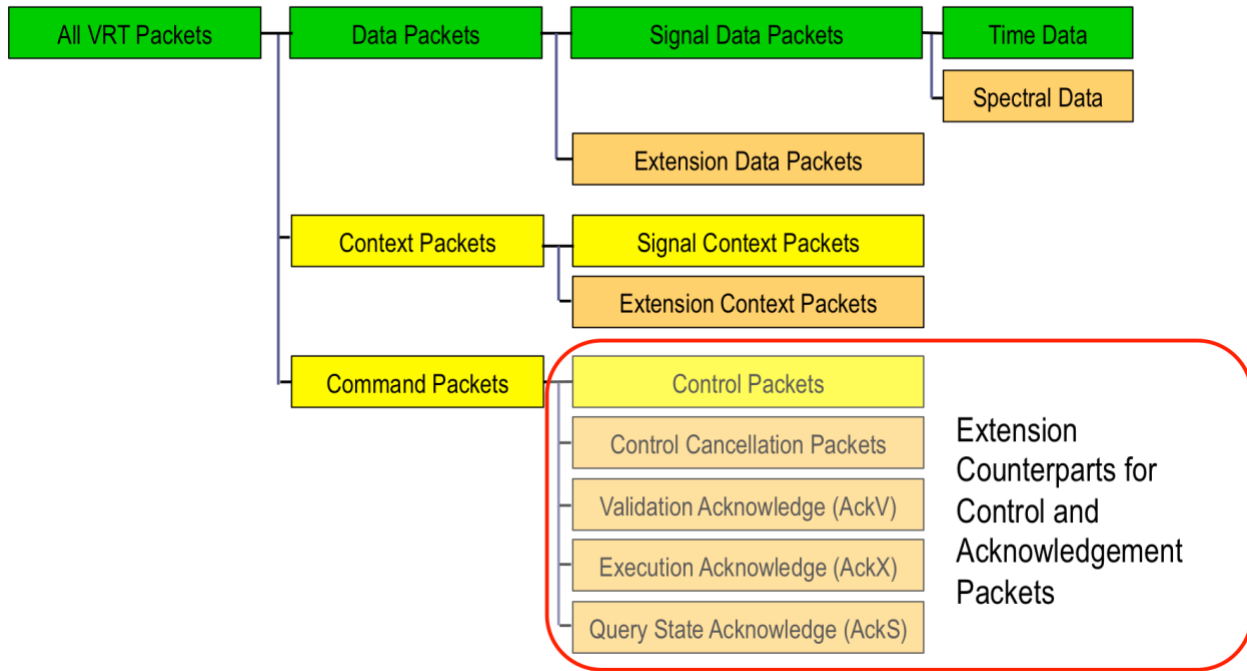 All VRT Packets
Data Packets
Signal Data Packets
Time Data
Spectral Data
Extension Data Packets
Context Packets
Signal Context Packets
Extension Context Packets
Command Packets
Control Packets
Control Cancellation Packets
Validation Acknowledge (AckV)
Execution Acknowledge (AckX)
Query State Acknowledge (AckS)
Extension
Counterparts for
Control and
Acknowledgement
Packets